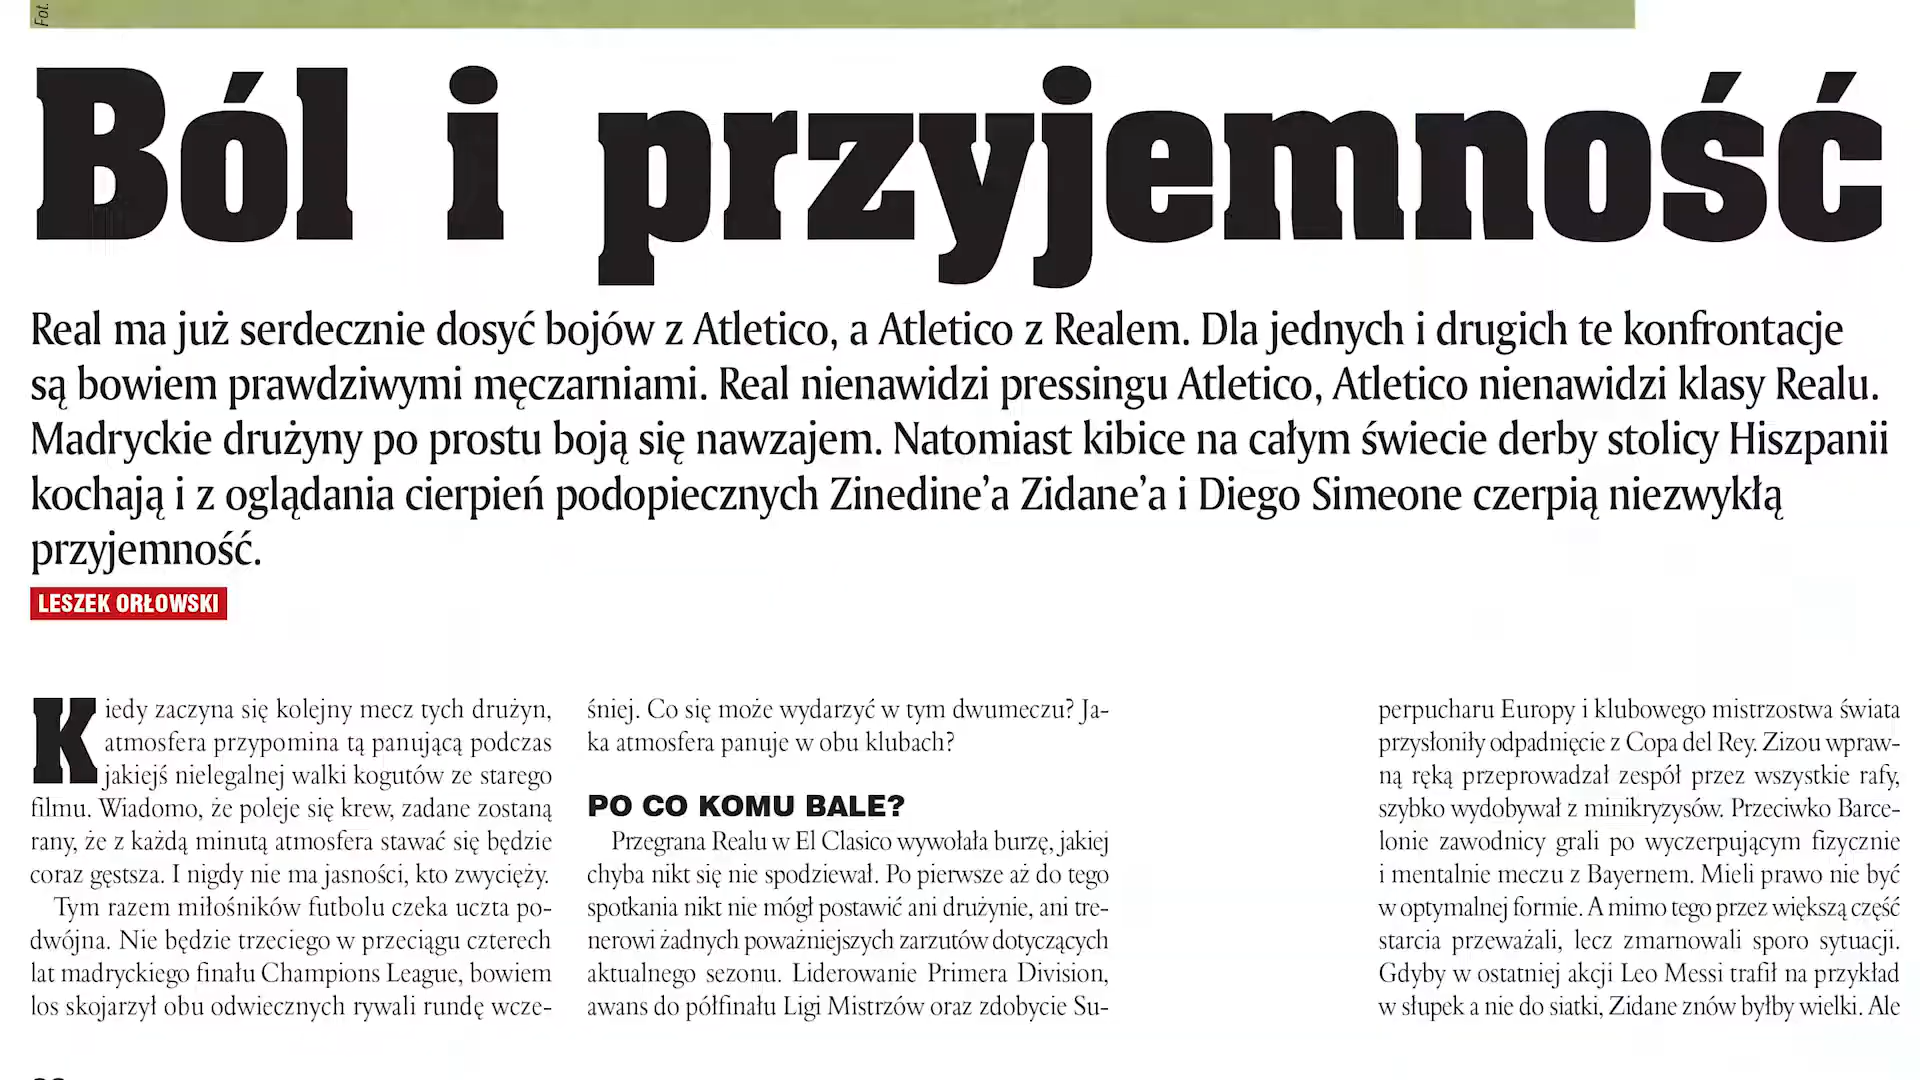 Fot.
Ból i przyjemność
Real ma już serdecznie dosyć bojów z Atletico, a Atletico z Realem. Dla jednych i drugich te konfrontacje
są bowiem prawdziwymi męczarniami. Real nienawidzi pressingu Atletico, Atletico nienawidzi klasy Realu.
Madryckie drużyny po prostu boją się nawzajem. Natomiast kibice na całym świecie derby stolicy Hiszpanii
kochają i z oglądania cierpień podopiecznych Zinedine’a Zidane’a i Diego Simeone czerpią niezwykłą
przyjemność.
LESZEK ORŁOWSKI
Kiedy zaczyna się kolejny mecz tych drużyn,
atmosfera przypomina tą panującą podczas
jakiejś nielegalnej walki kogutów ze starego
filmu. Wiadomo, że poleje się krew, zadane zostaną
rany, że z każdą minutą atmosfera stawać się będzie
coraz gęstsza. I nigdy nie ma jasności, kto zwycięży.
Tym razem miłośników futbolu czeka uczta po-
dwójna. Nie będzie trzeciego w przeciągu czterech
lat madryckiego finału Champions League, bowiem
los skojarzył obu odwiecznych rywali rundę wcze-
śniej. Co się może wydarzyć w tym dwumeczu? Ja-
ka atmosfera panuje w obu klubach?
PO CO KOMU BALE?
Przegrana Realu w El Clasico wywołała burzę, jakiej
chyba nikt się nie spodziewał. Po pierwsze aż do tego
spotkania nikt nie mógł postawić ani drużynie, ani tre-
nerowi żadnych poważniejszych zarzutów dotyczących
aktualnego sezonu. Liderowanie Primera Division,
awans do półfinału Ligi Mistrzów oraz zdobycie Su-
perpucharu Europy i klubowego mistrzostwa świata
przysłoniły odpadnięcie z Copa del Rey. Zizou wpraw-
ną ręką przeprowadzał zespół przez wszystkie rafy,
szybko wydobywał z minikryzysów. Przeciwko Barce-
lonie zawodnicy grali po wyczerpującym fizycznie
i mentalnie meczu z Bayernem. Mieli prawo nie być
w optymalnej formie. A mimo tego przez większą część
starcia przeważali, lecz zmarnowali sporo sytuacji.
Gdyby w ostatniej akcji Leo Messi trafił na przykład
w słupek a nie do siatki, Zidane znów byłby wielki. Ale